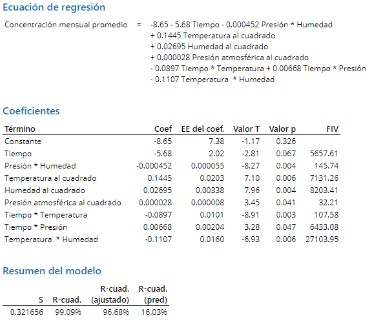 Ecuación de regresión
Concentración mensual promedio = -8.65 - 5.68 Tiempo - 0.000452 Presión * Humedad
+ 0.1445 Temperatura al cuadrado
+ 0.02695 Humedad al cuadrado
+ 0.000028 Presión atmosférica al cuadrado
- 0.0897 Tiempo * Temperatura + 0.00668 Tiempo * Presión
- 0.1107 Temperatura * Humedad
Coeficientes
Término Coef EE del coef. Valor T Valor p FIV
Constante -8.65 7.38 -1.17 0.326
Tiempo -5.68 2.02 -2.81 0.067 5657.61
Presión * Humedad -0.000452 0.000055 -8.27 0.004 145.74
Temperatura al cuadrado 0.1445 0.0203 7.10 0.006 7131.26
Humedad al cuadrado 0.02695 0.00338 7.96 0.004 8203.41
Presión atmosférica al cuadrado 0.000028 0.000008 3.45 0.041 32.21
Tiempo * Temperatura -0.0897 0.0101 -8.91 0.003 107.58
Tiempo * Presión 0.00668 0.00204 3.28 0.047 6433.08
Temperatura * Humedad -0.1107 0.0160 -6.93 0.006 27103.95
Resumen del modelo
R-cuad. R-cuad.
S R-cuad. (ajustado) (pred)
0.321656 99.09% 96.68% 16.03%